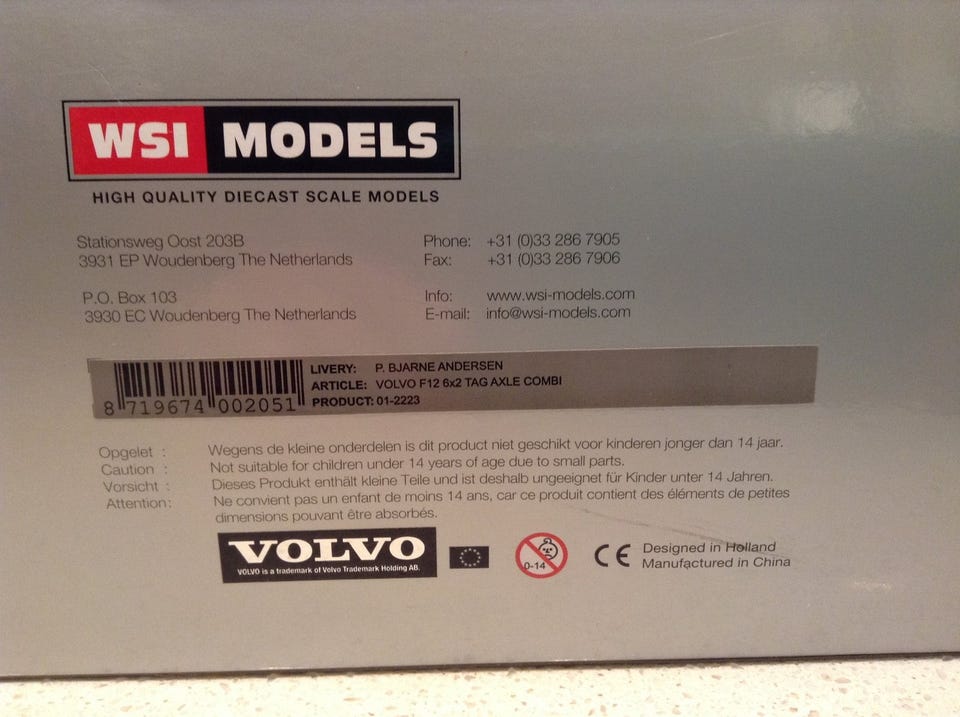 WSI MODELS
HIGH QUALITY DIECAST SCALE MODELS
Stationsweg Oost 203B
3931 EP Woudenberg The Netherlands
Phone: +31 (0)33 286 7905
Fax: +31 (0)33 286 7906
P.O. Box 103
3930 EC Woudenberg The Netherlands
Info: www.wsi-models.com
E-mail: info@wsi-models.com
8 719674 002051
LIVERY: P. BJARNE ANDERSEN
ARTICLE: VOLVO F12 6x2 TAG AXLE COMBI
PRODUCT: 01-2223
Opgelet : Wegens de kleine onderdelen is dit product niet geschikt voor kinderen jonger dan 14 jaar.
Caution : Not suitable for children under 14 years of age due to small parts.
Vorsicht : Dieses Produkt enthält kleine Teile und ist deshalb ungeeignet für Kinder unter 14 Jahren.
Attention: Ne convient pas un enfant de moins 14 ans, car ce produit contient des éléments de petites
dimensions pouvant être absorbés.
VOLVO
VOLVO is a trademark of Volvo Trademark Holding AB.
0-14
CE
Designed in Holland
Manufactured in China